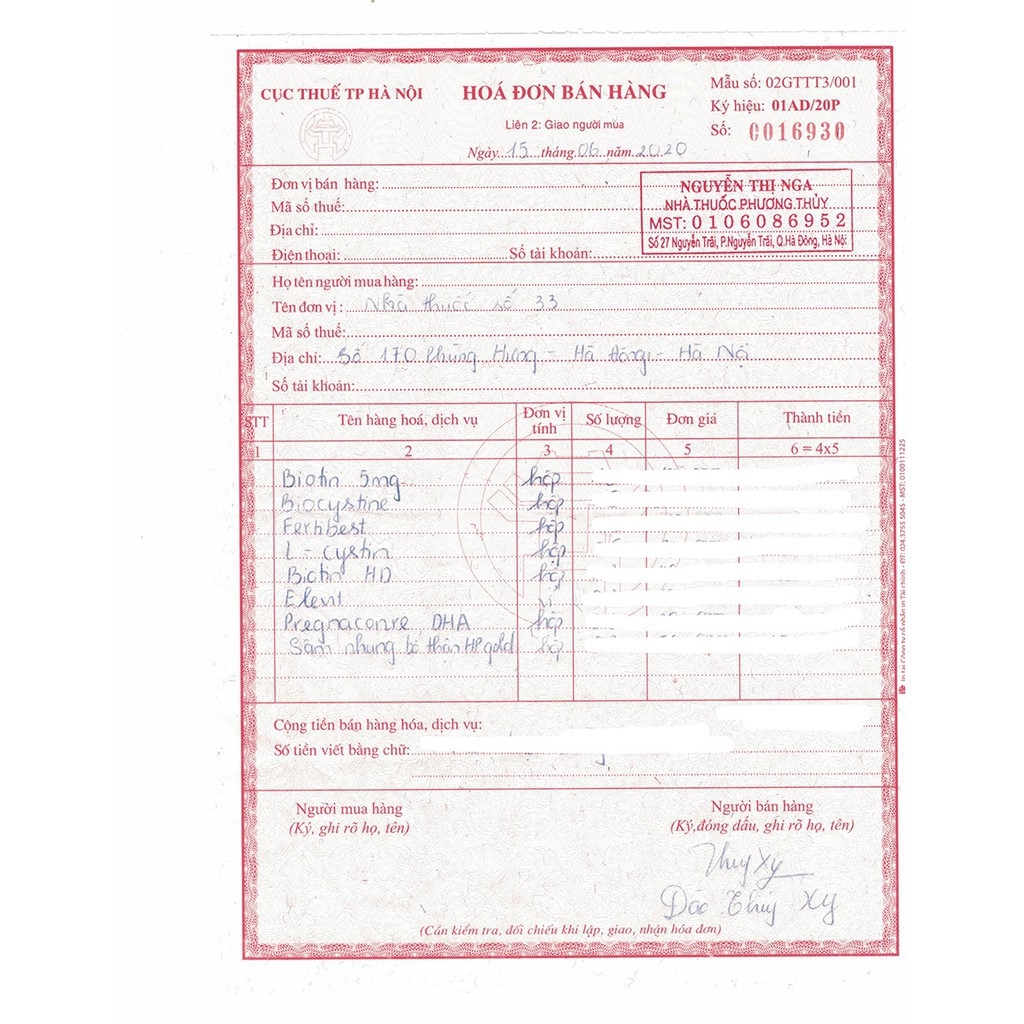 CỤC THUẾ TP HÀ NỘI
HOÁ ĐƠN BÁN HÀNG
Mẫu số: 02GTTT3/001
Ký hiệu: 01AD/20P
Liên 2: Giao người mua
Số: 0016930
Ngày 15 tháng 06 năm 2020
Đơn vị bán hàng:
NGUYỄN THỊ NGA
Mã số thuế:
NHÀ THUỐC PHƯƠNG THỦY
MST: 0106086952
Địa chỉ:
Số 27 Nguyễn Trãi, P.Nguyễn Trãi, Q.Hà Đông, Hà Nội
Điện thoại: Số tài khoản:
Họ tên người mua hàng:
Tên đơn vị: Nhà thuốc số 33
Mã số thuế:
Địa chỉ: Số 170 Phùng Hưng - Hà Đông - Hà Nội
Số tài khoản:
STT Tên hàng hoá, dịch vụ Đơn vị tính Số lượng Đơn giá Thành tiền
1 2 3 4 5 6 = 4x5
Biotin 5mg hộp
Biocystine hộp
Ferhbest hộp
L - cystin hộp
Biotin HD hộp
Elevit vỉ
Pregnacanre DHA hộp
Sâm nhung bổ thận HP gold hộp
Cộng tiền bán hàng hóa, dịch vụ:
Số tiền viết bằng chữ:
Người mua hàng
Người bán hàng
(Ký, ghi rõ họ, tên)
(Ký,đóng dấu, ghi rõ họ, tên)
Thuy Xy
Đào Thúy Xy
(Cần kiểm tra, đối chiếu khi lập, giao, nhận hóa đơn)